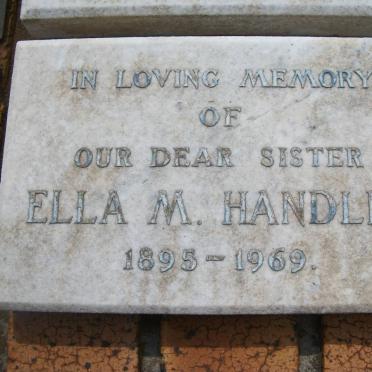 IN LOVING MEMORY
OF
OUR DEAR SISTER
ELLA M.
1895-1969.